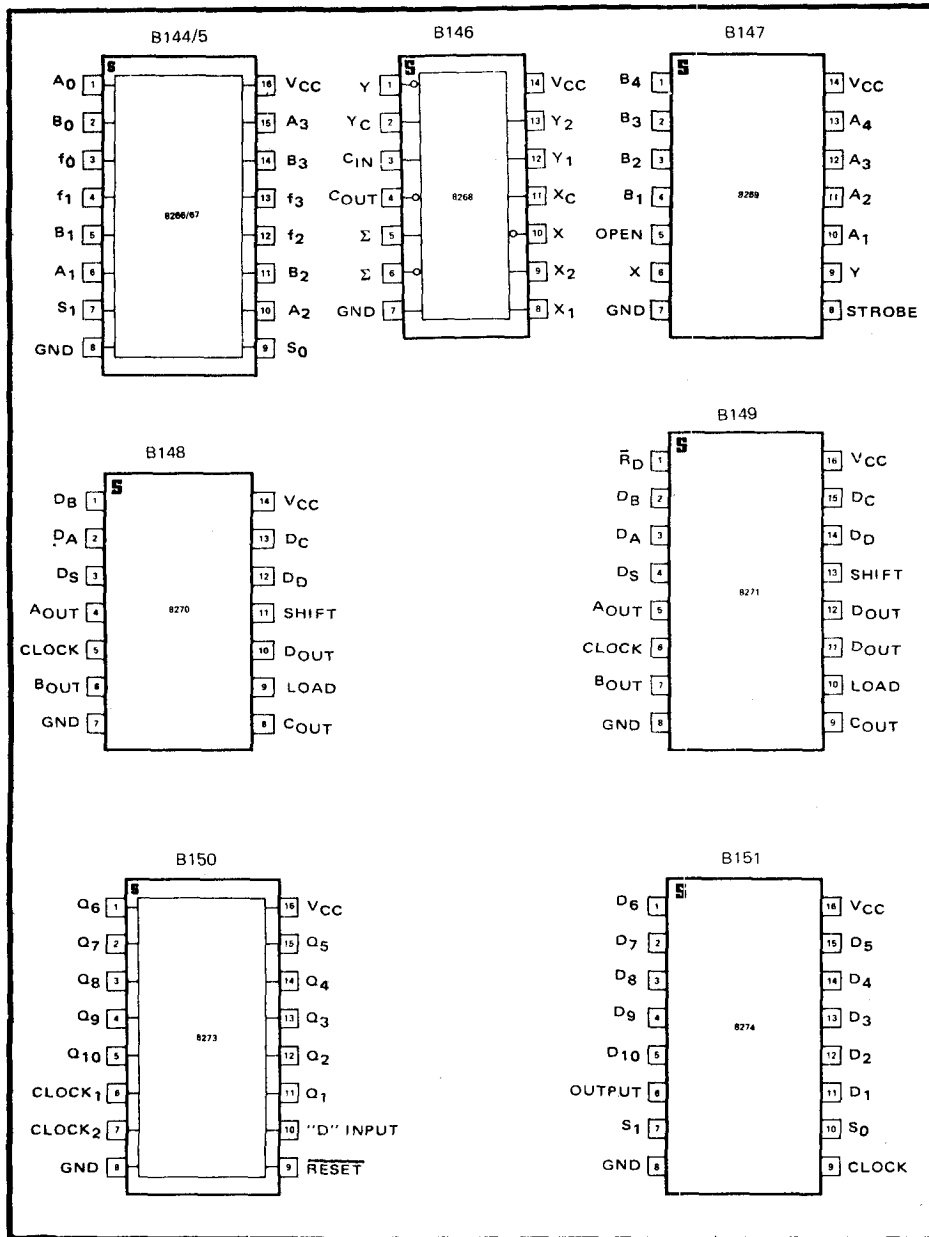 B144/5
S
A0 1 16 VCC
B0 2 15 A3
f0 3 14 B3
f1 4 13 f3
8266/67
B1 5 12 f2
A1 6 11 B2
S1 7 10 A2
GND 8 9 S0
B146
S
Y 1 14 VCC
YC 2 13 Y2
CIN 3 12 Y1
COUT 4 8268 11 XC
Σ 5 10 X
Σ 6 9 X2
GND 7 8 X1
B147
S
B4 1 14 VCC
B3 2 13 A4
B2 3 12 A3
B1 4 8269 11 A2
OPEN 5 10 A1
X 6 9 Y
GND 7 8 STROBE
B148
S
DB 1 14 VCC
DA 2 13 DC
DS 3 12 DD
AOUT 4 8270 11 SHIFT
CLOCK 5 10 DOUT
BOUT 6 9 LOAD
GND 7 8 COUT
B149
S
R̅D 1 16 VCC
DB 2 15 DC
DA 3 14 DD
DS 4 13 SHIFT
8271
AOUT 5 12 DOUT
CLOCK 6 11 DOUT
BOUT 7 10 LOAD
GND 8 9 COUT
B150
S
Q6 1 16 VCC
Q7 2 15 Q5
Q8 3 14 Q4
Q9 4 13 Q3
8273
Q10 5 12 Q2
CLOCK1 6 11 Q1
CLOCK2 7 10 "D" INPUT
GND 8 9 R̅E̅S̅E̅T̅
B151
S
D6 1 16 VCC
D7 2 15 D5
D8 3 14 D4
D9 4 13 D3
8274
D10 5 12 D2
OUTPUT 6 11 D1
S1 7 10 S0
GND 8 9 CLOCK